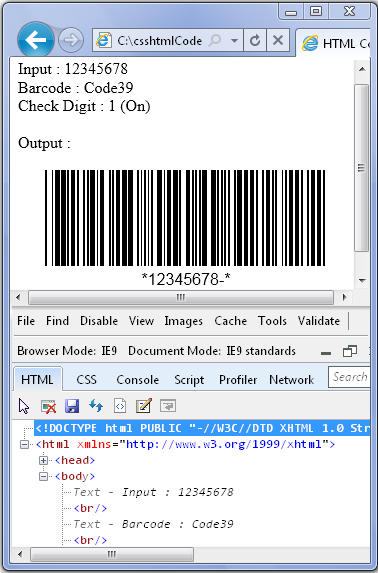 C:\csshtmlCode
HTML Co
Input : 12345678
Barcode : Code39
Check Digit : 1 (On)
Output :
*12345678-*
File Find Disable View Images Cache Tools Validate
Browser Mode: IE9 Document Mode: IE9 standards
HTML CSS Console Script Profiler Network Search
<!DOCTYPE html PUBLIC "-//W3C//DTD XHTML 1.0 Str
<html xmlns="http://www.w3.org/1999/xhtml">
<head>
<body>
Text - Input : 12345678
<br/>
Text - Barcode : Code39
<br/>